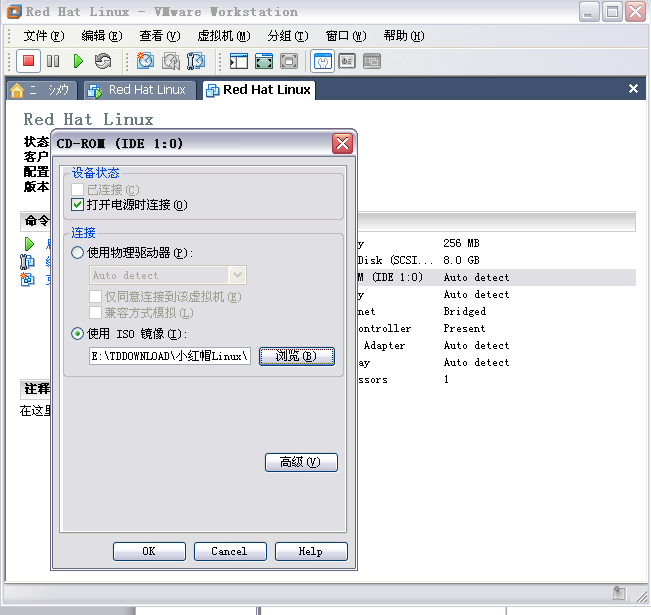 Red Hat Linux - VMware Workstation
文件(F) 编辑(E) 查看(V) 虚拟机(M) 分组(T) 窗口(W) 帮助(H)
Red Hat Linux Red Hat Linux
Red Hat Linux
状态
客户
配置
版本
命令
注释
在这里
CD-ROM (IDE 1:0)
设备状态
已连接(C)
打开电源时连接(O)
连接
使用物理驱动器(P):
Auto detect
仅同意连接到该虚拟机(E)
兼容方式模拟(L)
使用 ISO 镜像(I):
E:\TDDOWNLOAD\小红帽Linux\ 浏览(B)
高级(V)
OK Cancel Help
y 256 MB
Disk (SCSI... 8.0 GB
M (IDE 1:0) Auto detect
y Auto detect
net Bridged
ontroller Present
Adapter Auto detect
ay Auto detect
ssors 1